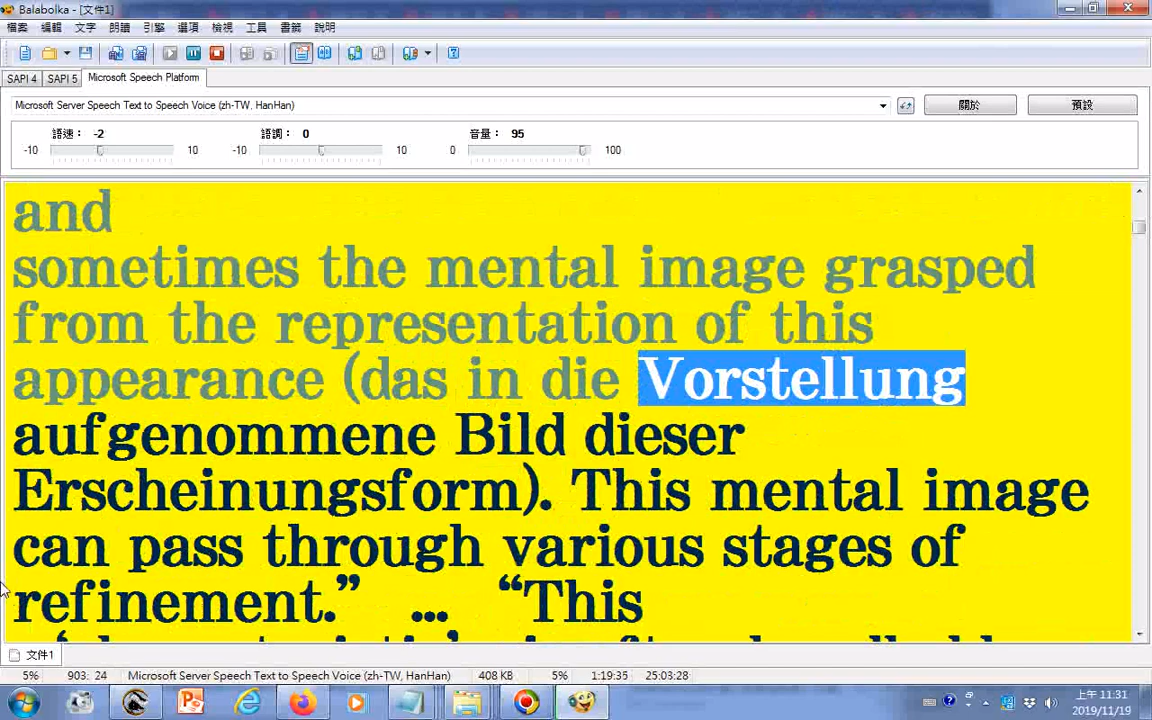 Balabolka - [文件1]
檔案 編輯 文字 朗讀 引擎 選項 檢視 工具 書籤 說明
SAPI 4 SAPI 5 Microsoft Speech Platform
Microsoft Server Speech Text to Speech Voice (zh-TW, HanHan) 關於 預設
語速： -2 語調： 0 音量： 95
-10 10 -10 10 0 100
and
sometimes the mental image grasped
from the representation of this
appearance (das in die Vorstellung
aufgenommene Bild dieser
Erscheinungsform). This mental image
can pass through various stages of
refinement.” ... “This
文件1
5% 903: 24 Microsoft Server Speech Text to Speech Voice (zh-TW, HanHan) 408 KB 5% 1:19:35 25:03:28
上午 11:31
2019/11/19